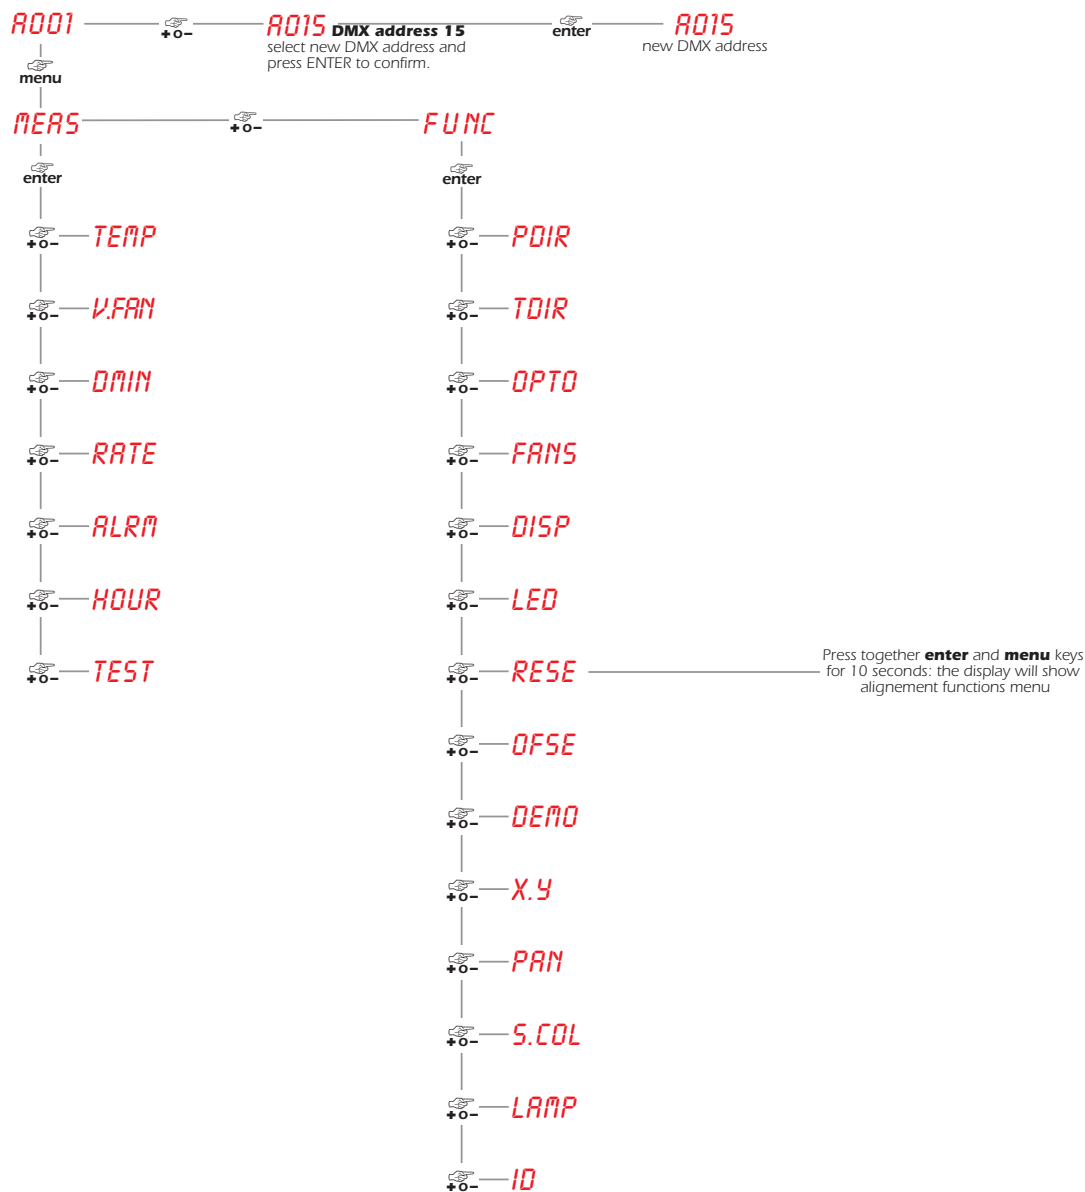 A001
+ o –
A015 DMX address 15
select new DMX address and
press ENTER to confirm.
enter
A015
new DMX address
menu
MEAS
+ o –
FUNC
enter
enter
+ o – TEMP
+ o – PDIR
+ o – V.FAN
+ o – TDIR
+ o – DMIN
+ o – OPTO
+ o – RATE
+ o – FANS
+ o – ALRM
+ o – DISP
+ o – HOUR
+ o – LED
+ o – TEST
+ o – RESE
Press together enter and menu keys
for 10 seconds: the display will show
alignement functions menu
+ o – OFSE
+ o – DEMO
+ o – X.Y
+ o – PAN
+ o – S.COL
+ o – LAMP
+ o – ID